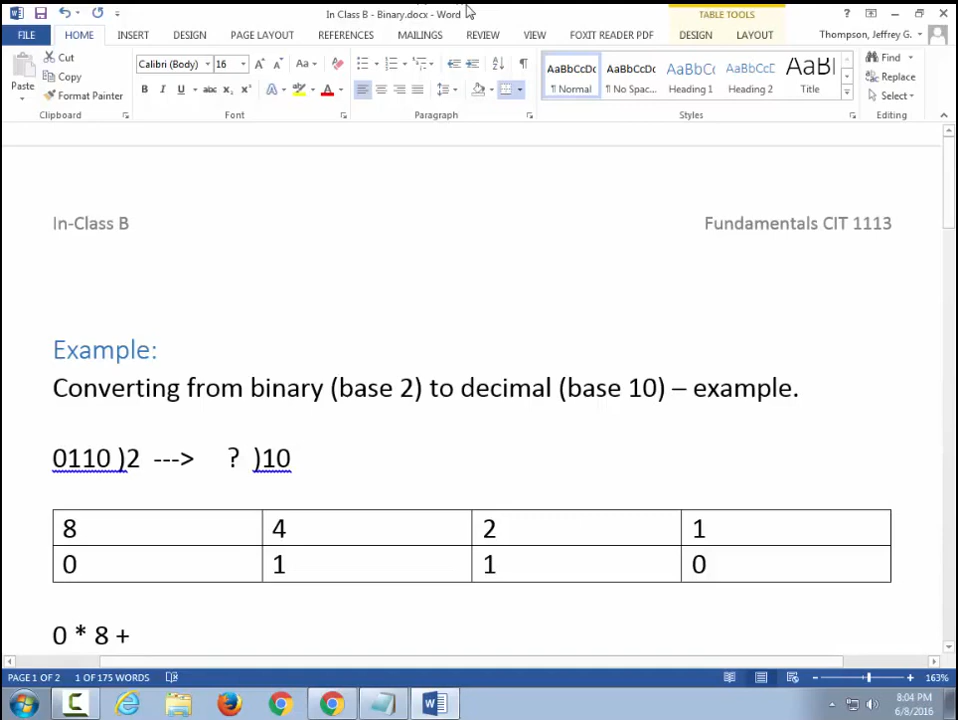 In Class B - Binary.docx - Word
TABLE TOOLS
FILE HOME INSERT DESIGN PAGE LAYOUT REFERENCES MAILINGS REVIEW VIEW FOXIT READER PDF DESIGN LAYOUT Thompson, Jeffrey G.
Paste
Cut
Copy
Format Painter
Clipboard
Calibri (Body) 16
Font
Paragraph
AaBbCcDc AaBbCcDc AaBbCc AaBbCcD AaBl
¶ Normal ¶ No Spac... Heading 1 Heading 2 Title
Styles
Find
Replace
Select
Editing
In-Class B Fundamentals CIT 1113
Example:
Converting from binary (base 2) to decimal (base 10) – example.
0110 )2 ---> ? )10
8 4 2 1
0 1 1 0
0 * 8 +
PAGE 1 OF 2 1 OF 175 WORDS 163%
8:04 PM
6/8/2016